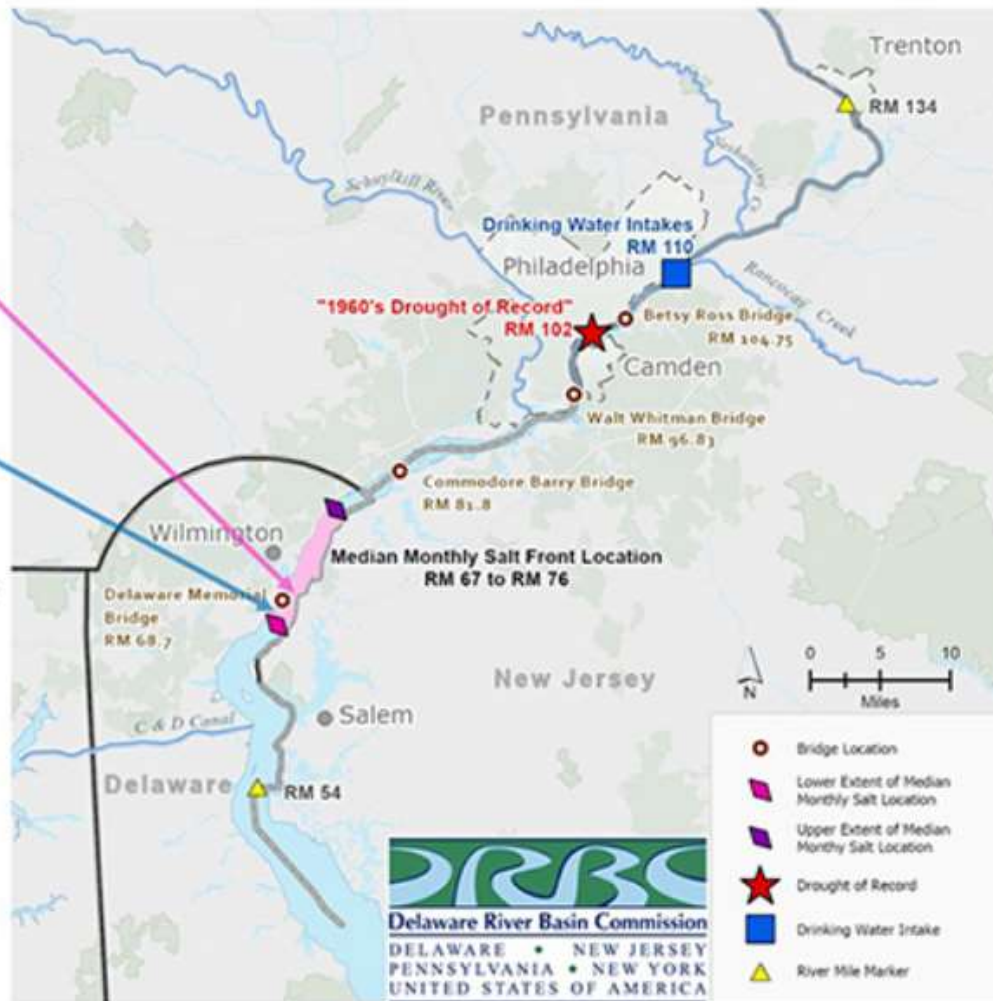 Trenton
RM 134
Pennsylvania
Schuylkill River
Neshaminy Cr.
Drinking Water Intakes
RM 110
Philadelphia
Rancocas Creek
"1960's Drought of Record"
RM 102
Betsy Ross Bridge
RM 104.75
Camden
Walt Whitman Bridge
RM 96.83
Commodore Barry Bridge
RM 81.8
Wilmington
Median Monthly Salt Front Location
RM 67 to RM 76
Delaware Memorial
Bridge
RM 68.7
New Jersey
N
0 5 10
Miles
Salem
C & D Canal
Delaware
RM 54
Bridge Location
Lower Extent of Median
Monthly Salt Location
Upper Extent of Median
Monthy Salt Location
Drought of Record
Drinking Water Intake
River Mile Marker
DRBC
Delaware River Basin Commission
DELAWARE • NEW JERSEY
PENNSYLVANIA • NEW YORK
UNITED STATES OF AMERICA